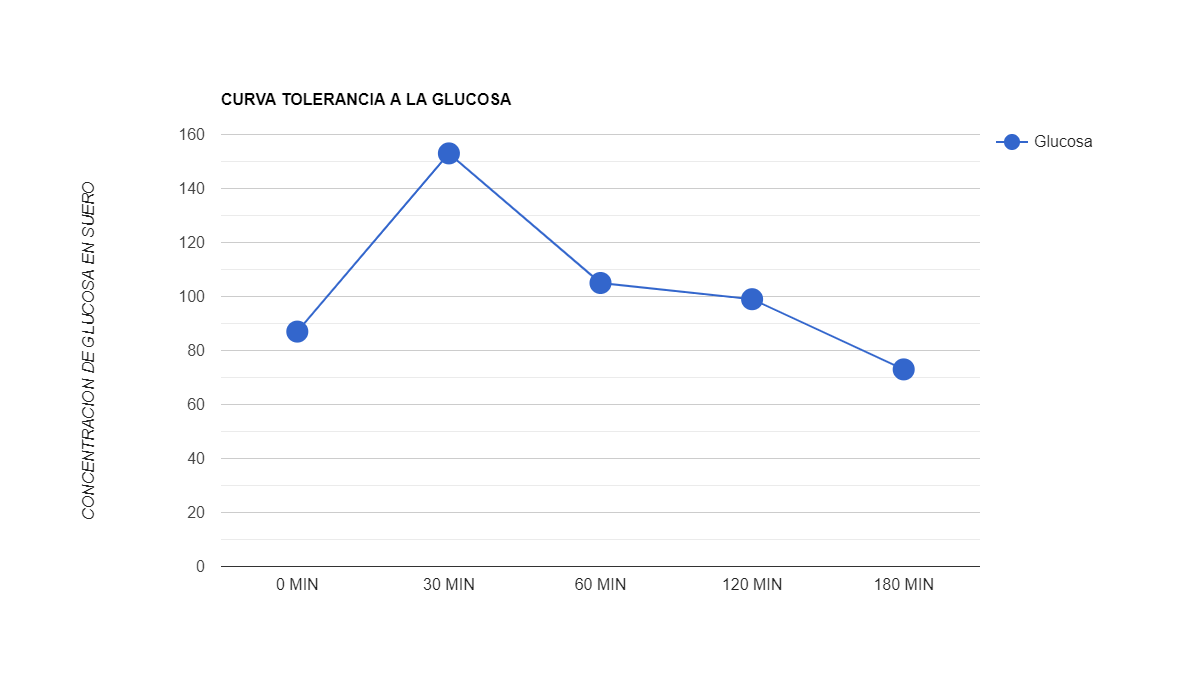 CURVA TOLERANCIA A LA GLUCOSA
Glucosa
CONCENTRACION DE GLUCOSA EN SUERO
160
140
120
100
80
60
40
20
0
0 MIN
30 MIN
60 MIN
120 MIN
180 MIN